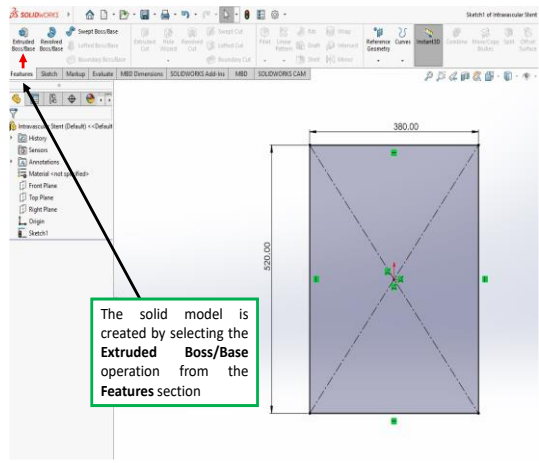 SOLIDWORKS
Sketch1 of Intravascular Stent
Extruded Boss/Base
Revolved Boss/Base
Swept Boss/Base
Lofted Boss/Base
Boundary Boss/Base
Extruded Cut
Hole Wizard
Revolved Cut
Swept Cut
Lofted Cut
Boundary Cut
Fillet
Linear Pattern
Rib
Draft
Shell
Wrap
Intersect
Mirror
Reference Geometry
Curves
Instant3D
Combine
Move/Copy Bodies
Split
Offset Surface
Features Sketch Markup Evaluate MBD Dimensions SOLIDWORKS Add-Ins MBD SOLIDWORKS CAM
Intravascular Stent (Default) <<Default
History
Sensors
Annotations
Material <not specified>
Front Plane
Top Plane
Right Plane
Origin
Sketch1
380.00
520.00
The solid model is
created by selecting the
Extruded Boss/Base
operation from the
Features section